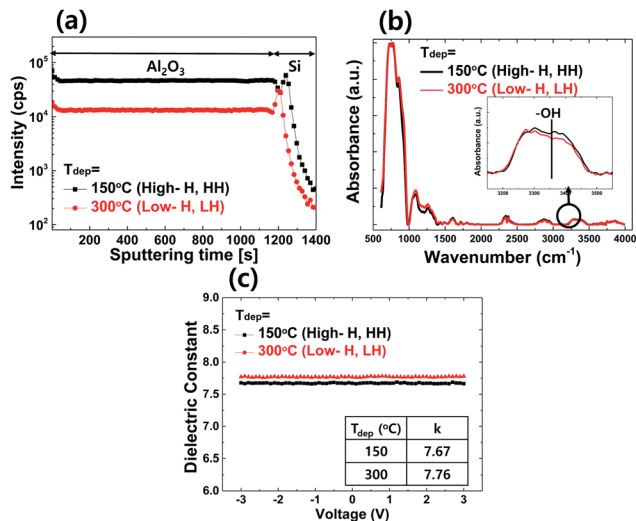 (a)
Al2O3
Si
Intensity (cps)
10^5
10^4
10^3
10^2
Tdep=
150°C (High- H, HH)
300°C (Low- H, LH)
200 400 600 800 1000 1200 1400
Sputtering time [s]
(b)
Tdep=
150°C (High- H, HH)
300°C (Low- H, LH)
Absorbance (a.u.)
-OH
Absorbance (a.u.)
3200 3300 3400 3500
500 1000 1500 2000 2500 3000 3500 4000
Wavenumber (cm-1)
(c)
Dielectric Constant
9.0
8.5
8.0
7.5
7.0
6.5
6.0
Tdep=
150°C (High- H, HH)
300°C (Low- H, LH)
Tdep (°C) k
150 7.67
300 7.76
-3 -2 -1 0 1 2 3
Voltage (V)